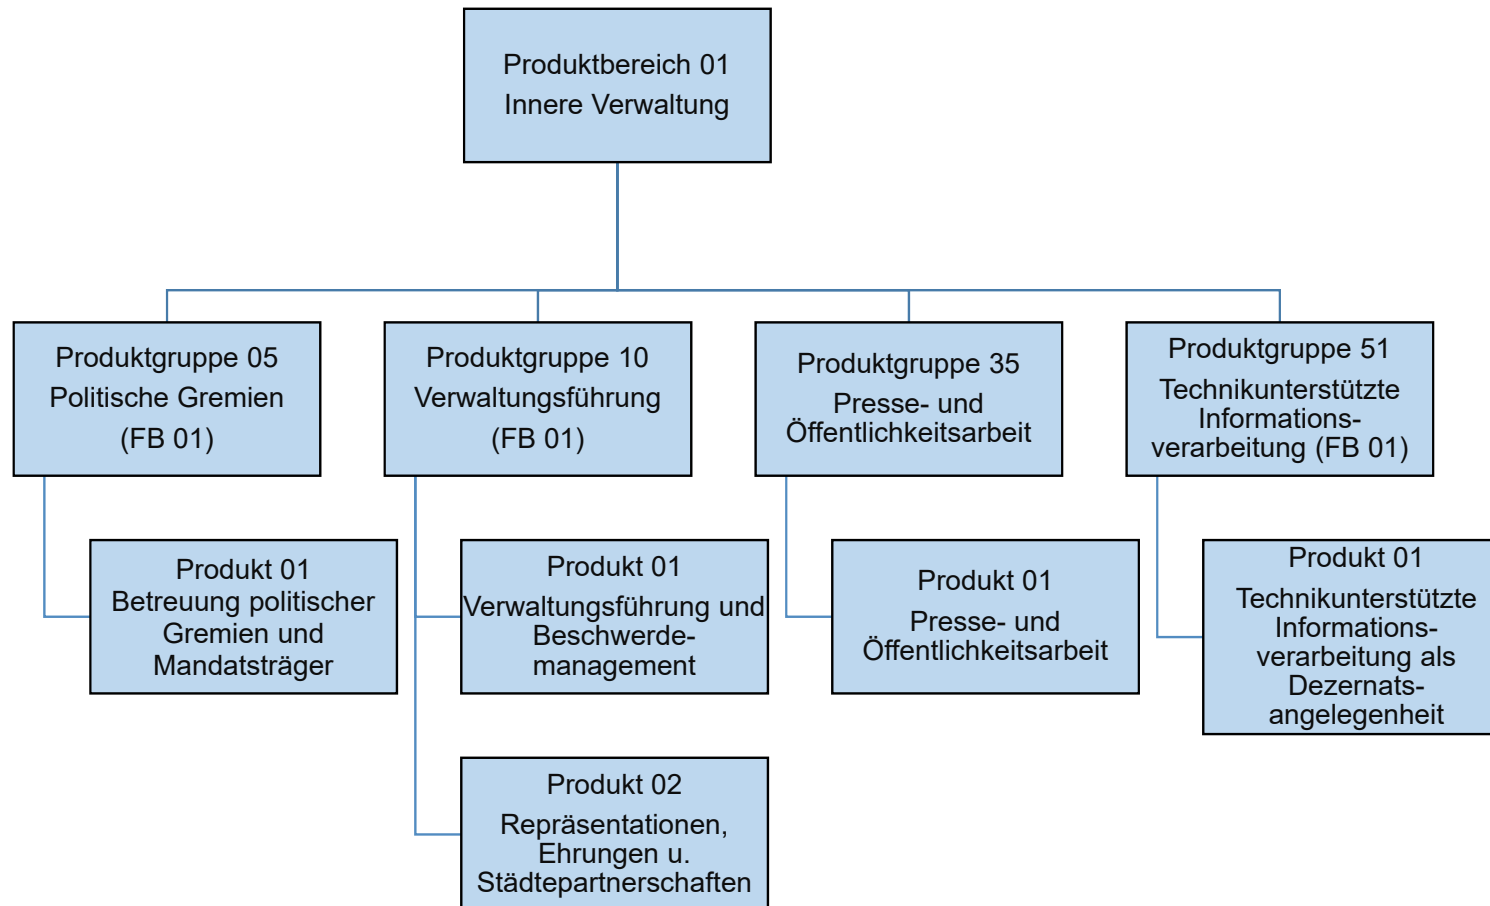 Produktbereich 01
Innere Verwaltung
Produktgruppe 05
Politische Gremien
(FB 01)
Produktgruppe 10
Verwaltungsführung
(FB 01)
Produktgruppe 35
Presse- und
Öffentlichkeitsarbeit
Produktgruppe 51
Technikunterstützte
Informations-
verarbeitung (FB 01)
Produkt 01
Betreuung politischer
Gremien und
Mandatsträger
Produkt 01
Verwaltungsführung und
Beschwerde-
management
Produkt 01
Presse- und
Öffentlichkeitsarbeit
Produkt 01
Technikunterstützte
Informations-
verarbeitung als
Dezernats-
angelegenheit
Produkt 02
Repräsentationen,
Ehrungen u.
Städtepartnerschaften